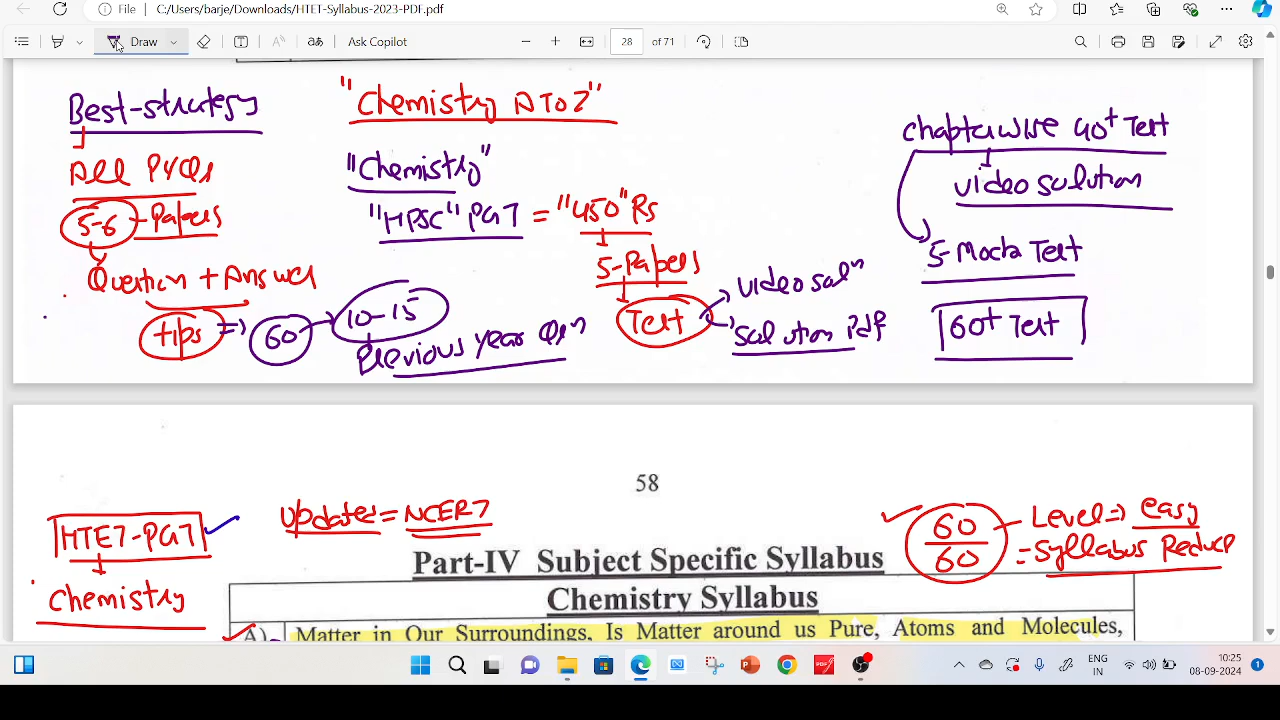 File C:/Users/barje/Downloads/HTET-Syllabus-2023-PDF.pdf
Draw Ask Copilot 28 of 71
Best-strategy
All PYQs
5-6 - Papers
Question + Answer
tips => 60 → 10-15
Previous year Qsn
"Chemistry A TO Z"
"Chemistry"
"HPSC" PGT = "450" Rs
5-Papers
Test
video soln
solution Pdf
chapterwise 40+ Test
video solution
5-Mock Test
60+ Test
58
HTET-PGT
Chemistry
updates = NCERT
60
60
Level => easy
= syllabus Reduce
Part-IV Subject Specific Syllabus
Chemistry Syllabus
A) Matter in Our Surroundings, Is Matter around us Pure, Atoms and Molecules,
ENG
IN
10:25
08-09-2024